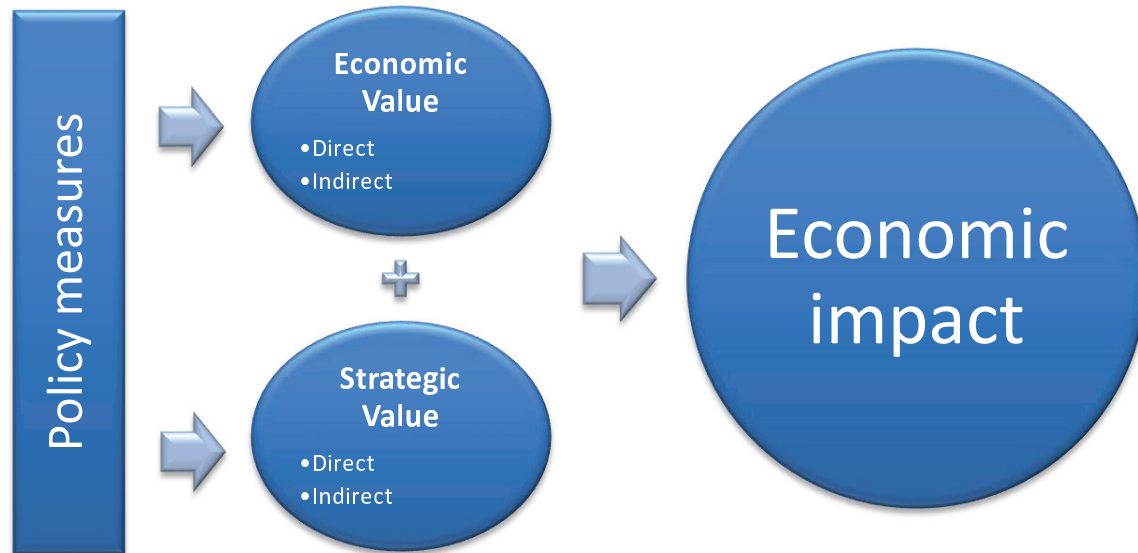 Policy measures
Economic
Value
•Direct
•Indirect
+
Strategic
Value
•Direct
•Indirect
Economic
impact